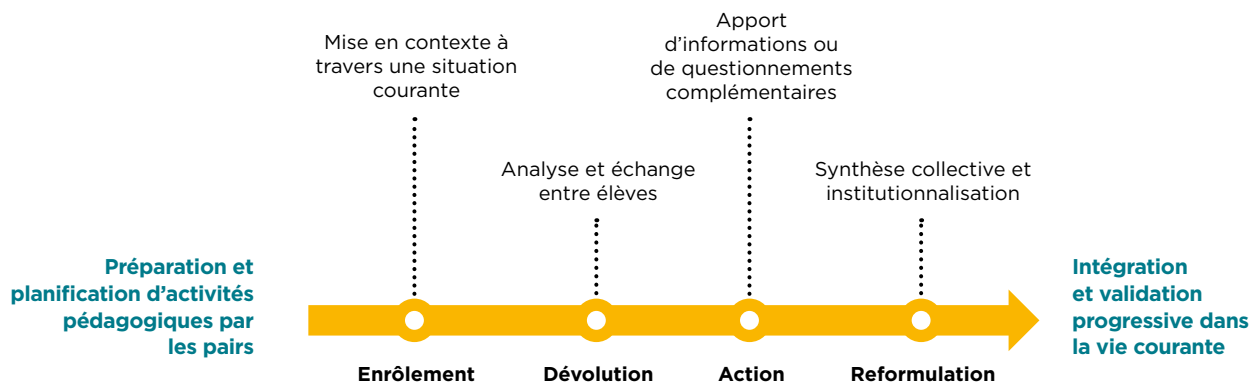 Mise en contexte à
travers une situation
courante
Apport
d’informations ou
de questionnements
complémentaires
Analyse et échange
entre élèves
Synthèse collective et
institutionnalisation
Préparation et
planification d’activités
pédagogiques par
les pairs
Intégration
et validation
progressive dans
la vie courante
Enrôlement
Dévolution
Action
Reformulation